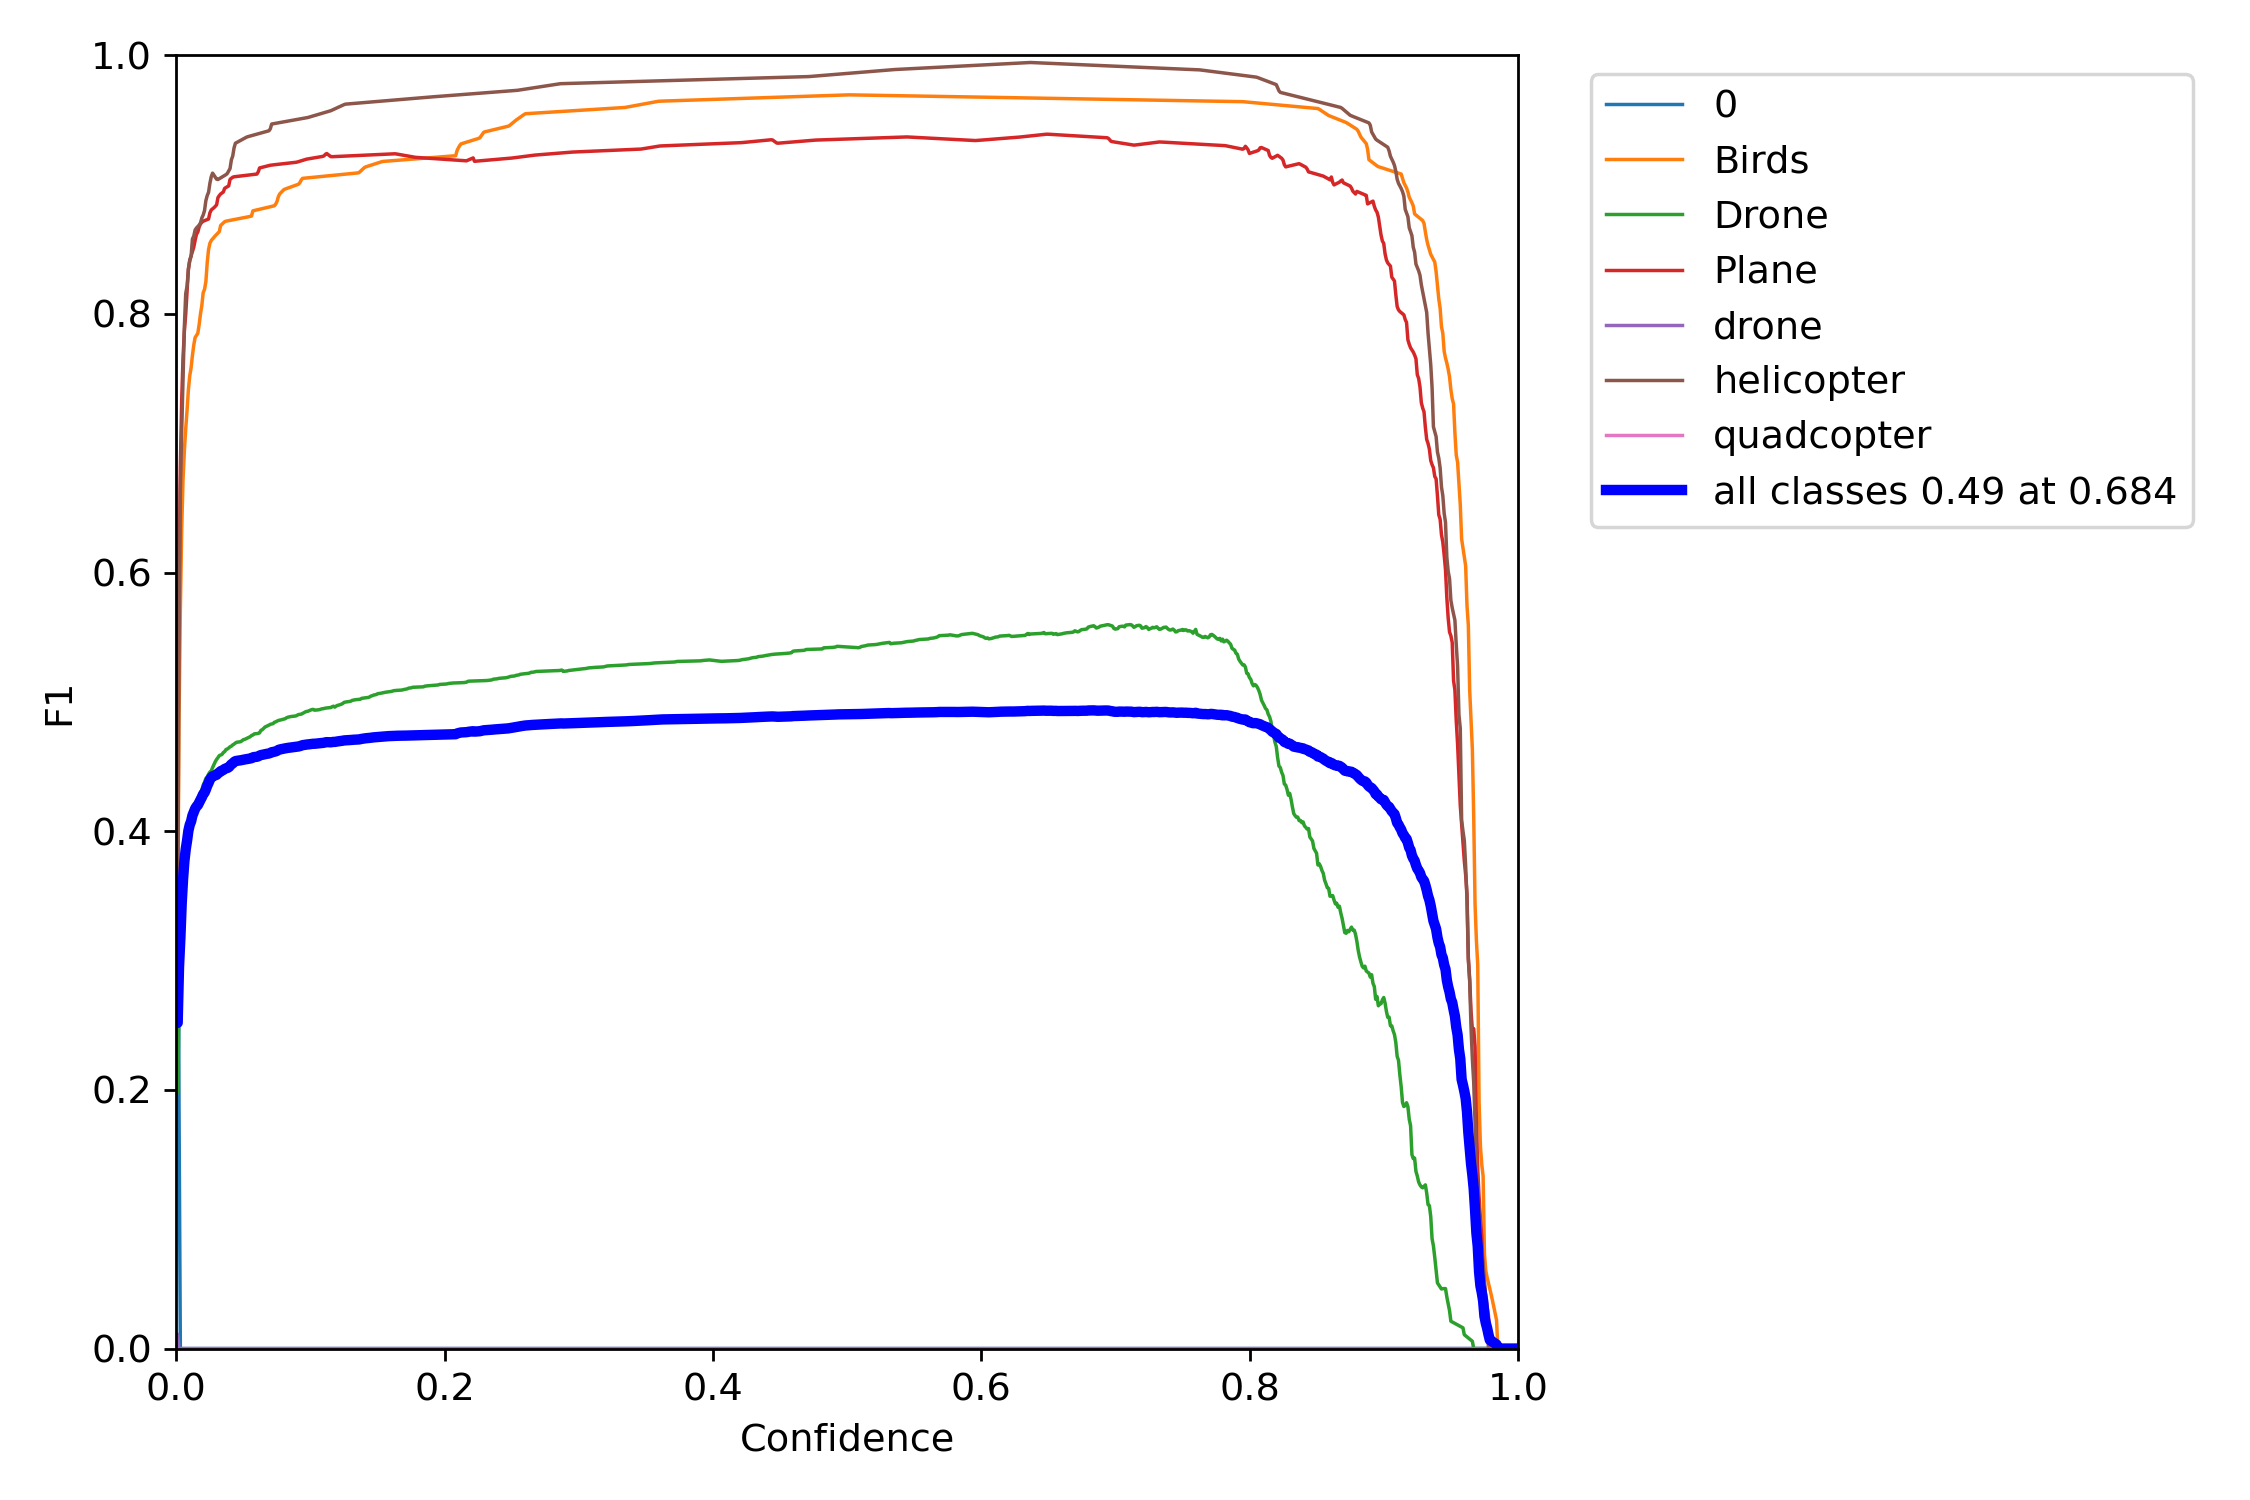 1.0
0.8
0.6
0.4
0.2
0.0
F1
0.0 0.2 0.4 0.6 0.8 1.0
Confidence
0
Birds
Drone
Plane
drone
helicopter
quadcopter
all classes 0.49 at 0.684